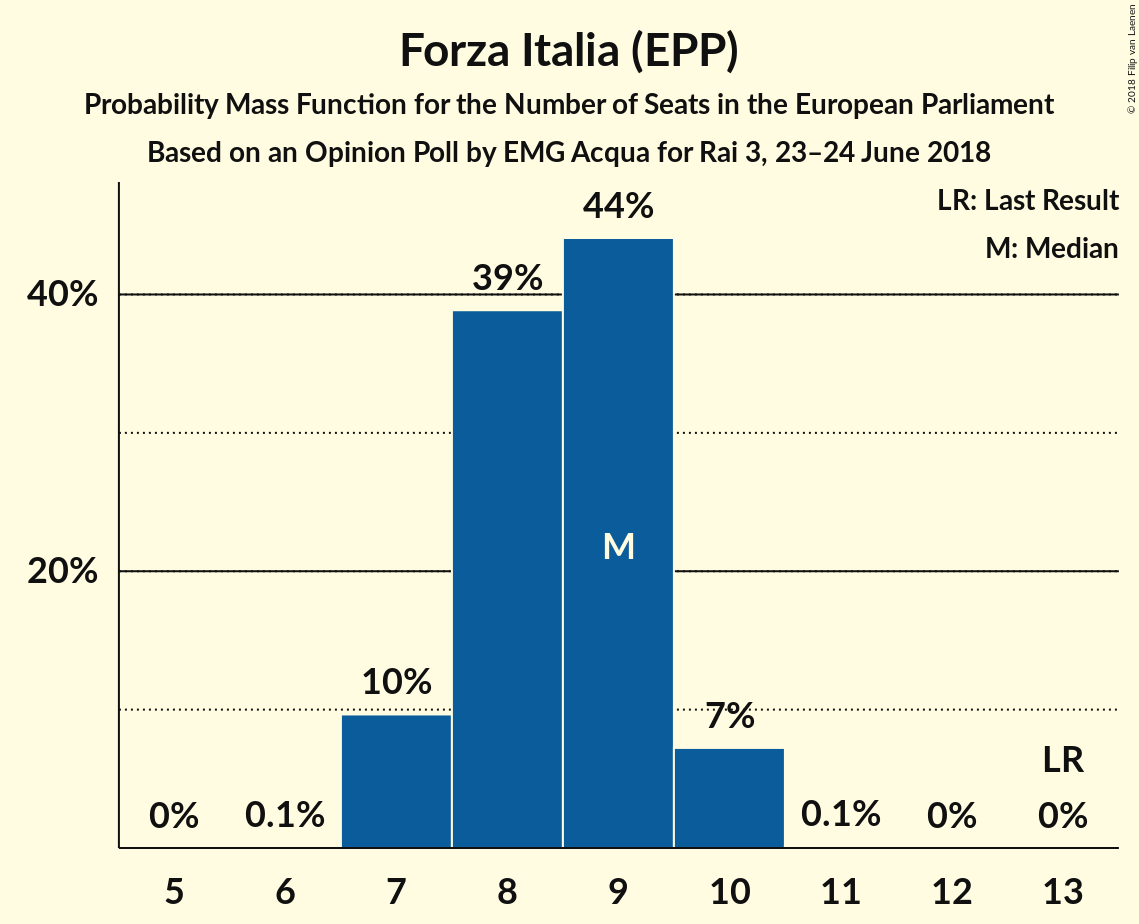 Forza Italia (EPP)
Probability Mass Function for the Number of Seats in the European Parliament
Based on an Opinion Poll by EMG Acqua for Rai 3, 23–24 June 2018
© 2018 Filip van Laenen
LR: Last Result
M: Median
40%
20%
0%
0.1%
10%
39%
44%
M
7%
0.1%
0%
LR
0%
5 6 7 8 9 10 11 12 13